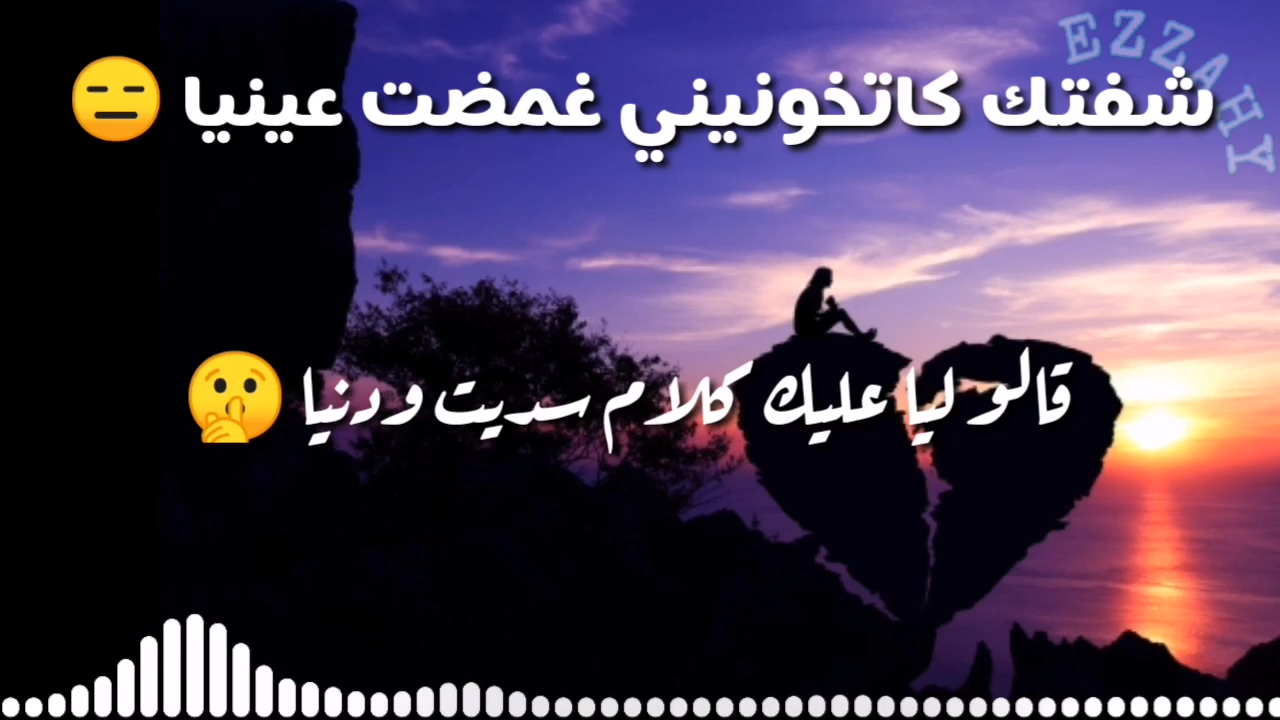 EZZAHY
شفتك كاتخونيني غمضت عينيا 😑
قالو ليا عليك كلام سديت ودنيا 🤫